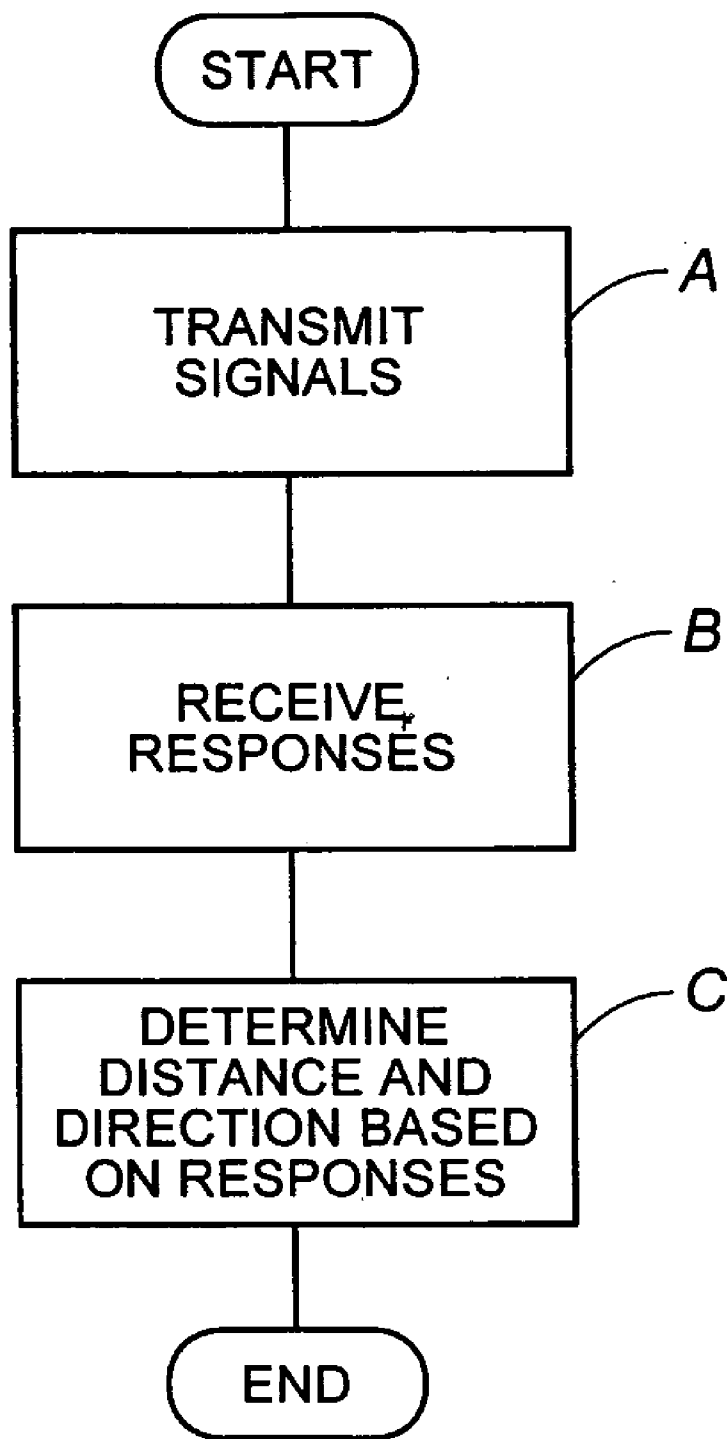 START
A
TRANSMIT
SIGNALS
B
RECEIVE
RESPONSES
C
DETERMINE
DISTANCE AND
DIRECTION BASED
ON RESPONSES
END